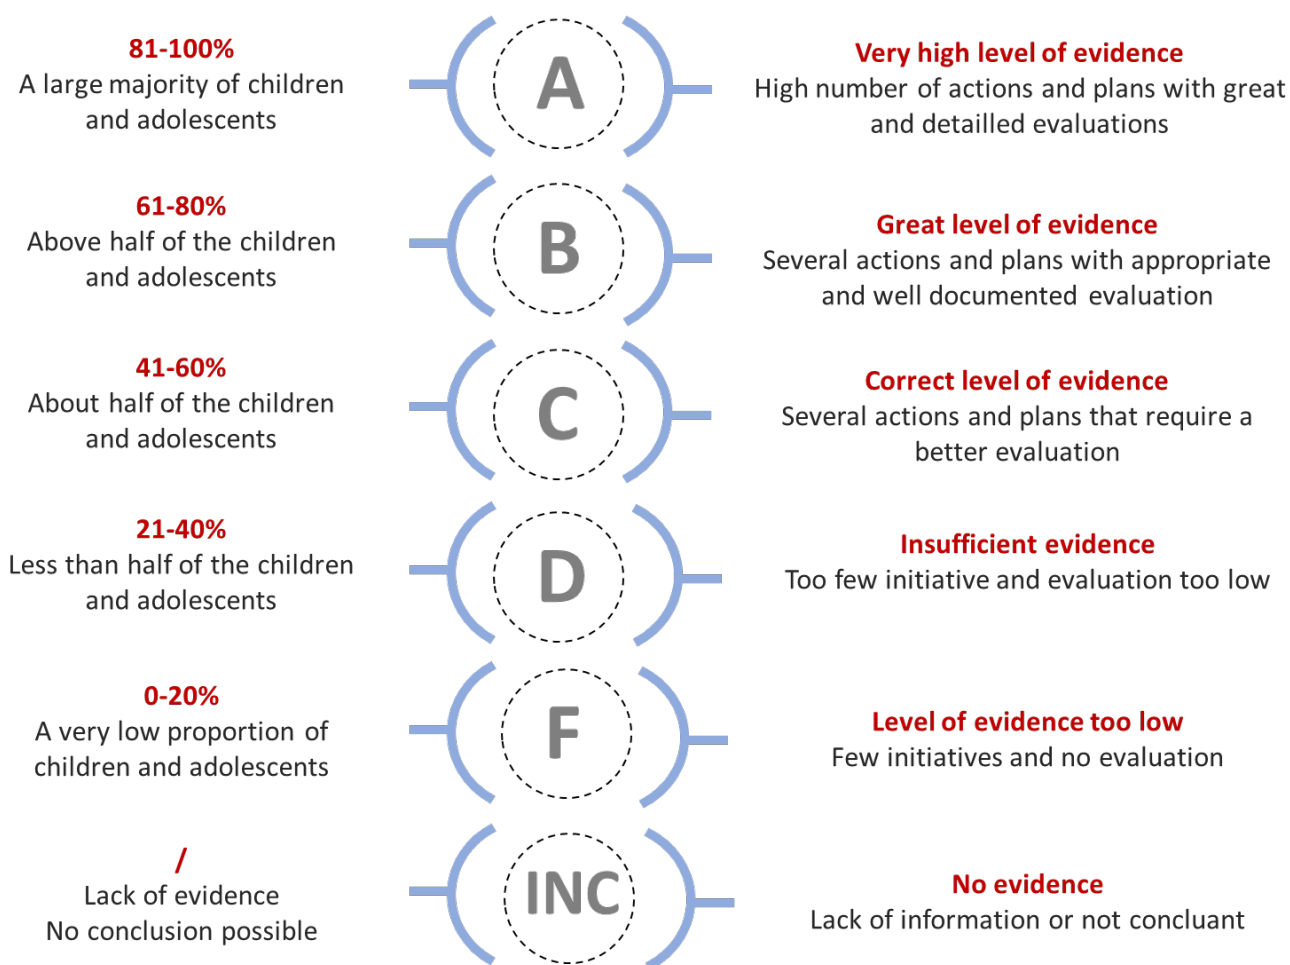 81-100%
A large majority of children
and adolescents
A
Very high level of evidence
High number of actions and plans with great
and detailled evaluations
61-80%
Above half of the children
and adolescents
B
Great level of evidence
Several actions and plans with appropriate
and well documented evaluation
41-60%
About half of the children
and adolescents
C
Correct level of evidence
Several actions and plans that require a
better evaluation
21-40%
Less than half of the children
and adolescents
D
Insufficient evidence
Too few initiative and evaluation too low
0-20%
A very low proportion of
children and adolescents
F
Level of evidence too low
Few initiatives and no evaluation
/
Lack of evidence
No conclusion possible
INC
No evidence
Lack of information or not concluant